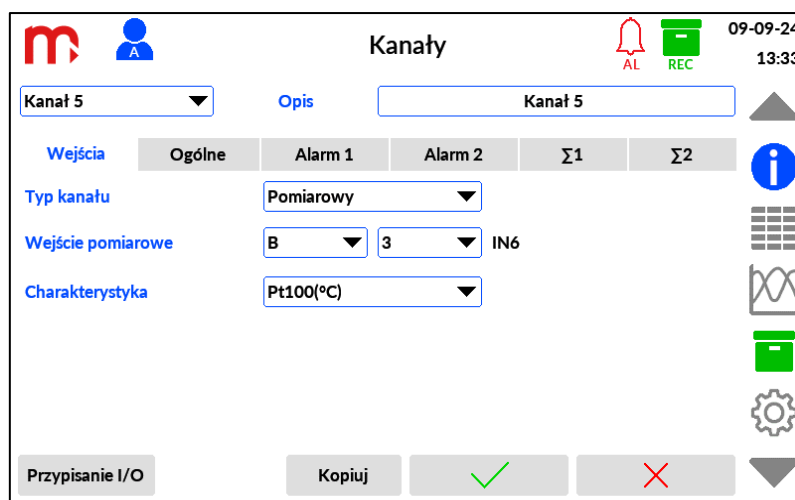 A
Kanały
AL
REC
09-09-24
13:33
Kanał 5
Opis
Kanał 5
Wejścia
Ogólne
Alarm 1
Alarm 2
∑1
∑2
Typ kanału
Pomiarowy
Wejście pomiarowe
B
3
IN6
Charakterystyka
Pt100(°C)
Przypisanie I/O
Kopiuj